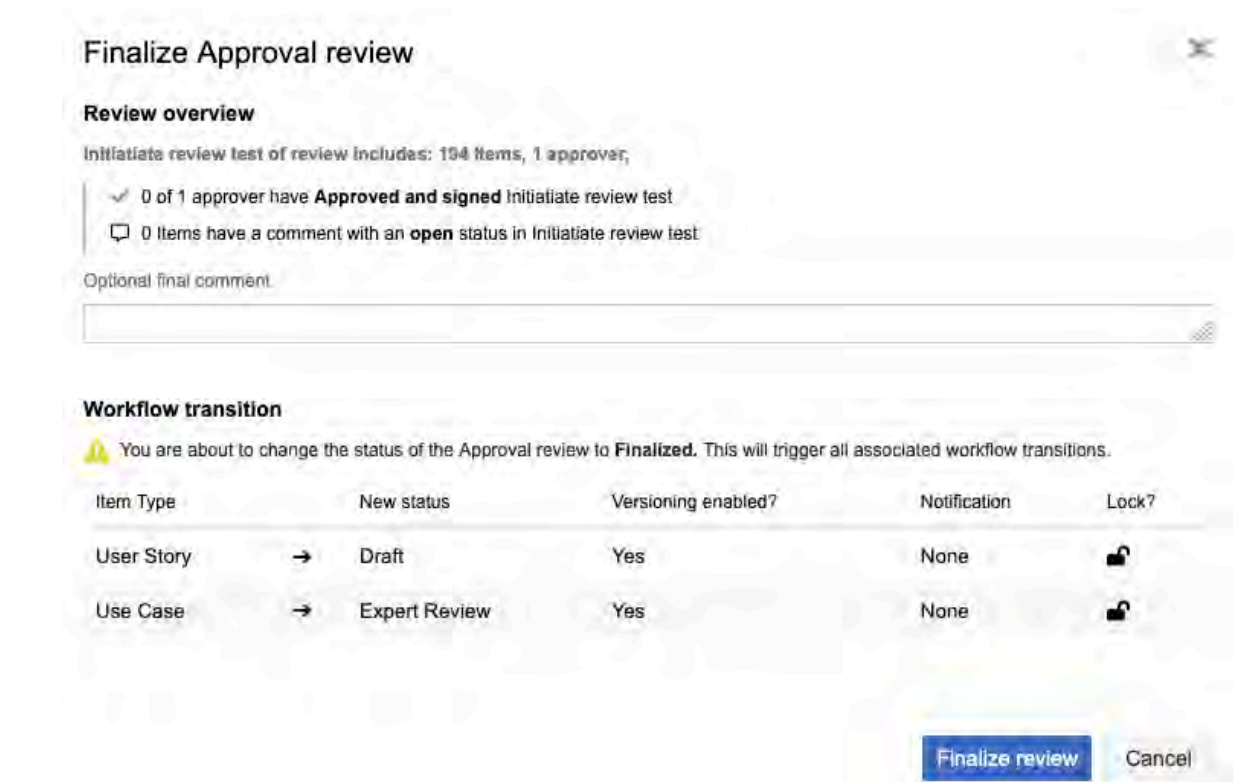 Finalize Approval review
Review overview
Initiatiate review test of review includes: 194 Items, 1 approver,
0 of 1 approver have Approved and signed Initiatiate review test
0 Items have a comment with an open status in Initiatiate review test
Optional final comment
Workflow transition
You are about to change the status of the Approval review to Finalized. This will trigger all associated workflow transitions.
Item Type New status Versioning enabled? Notification Lock?
User Story → Draft Yes None
Use Case → Expert Review Yes None
Finalize review Cancel